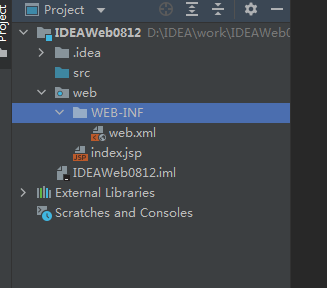 Project
Project
IDEAWeb0812 D:\IDEA\work\IDEAWeb0
.idea
src
web
WEB-INF
web.xml
index.jsp
IDEAWeb0812.iml
External Libraries
Scratches and Consoles